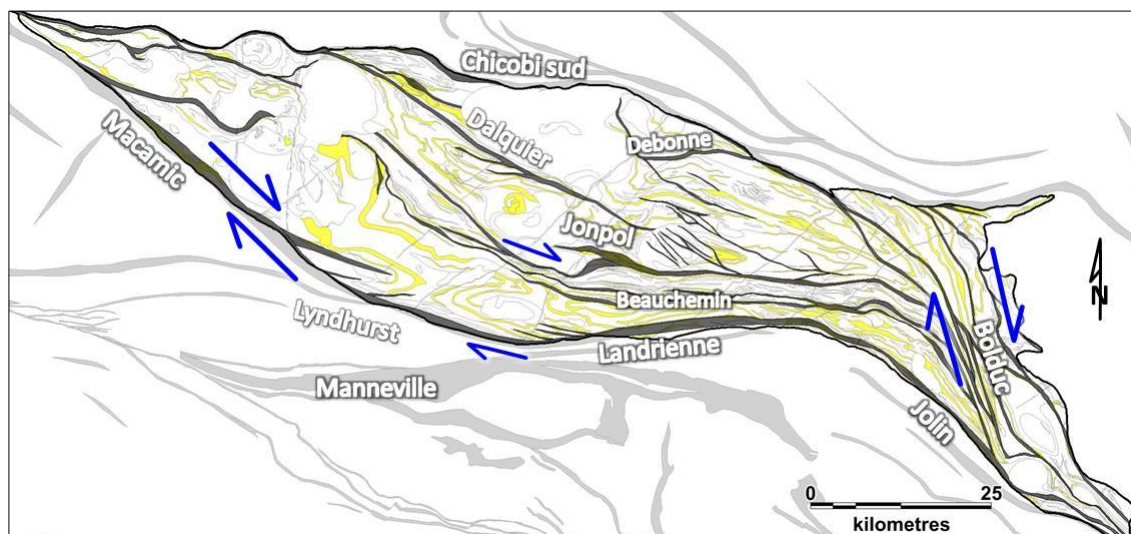 Chicobi sud
Macamic
Dalquier
Debonne
Jonpol
N
Beauchemin
Lyndhurst
Landrienne
Bolduc
Manneville
Jolin
0 25
kilometres